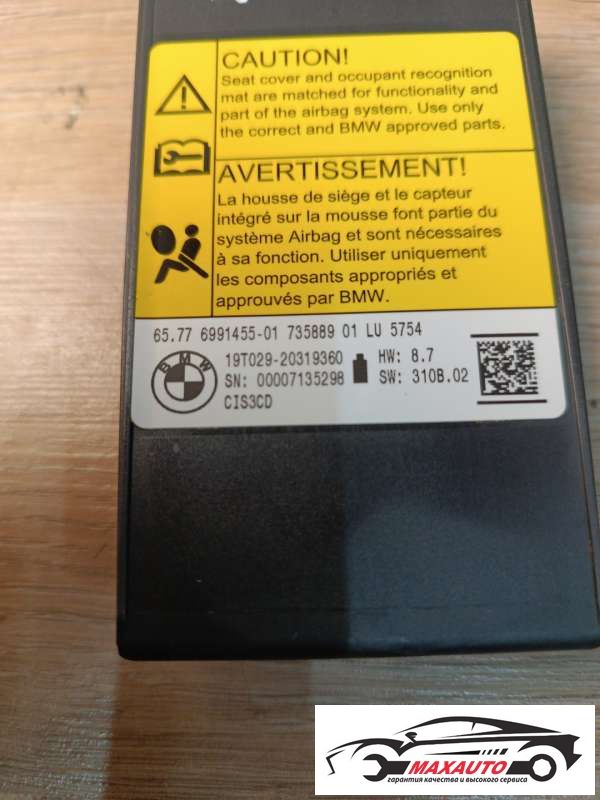 CAUTION!
Seat cover and occupant recognition
mat are matched for functionality and
part of the airbag system. Use only
the correct and BMW approved parts.
AVERTISSEMENT!
La housse de siège et le capteur
intégré sur la mousse font partie du
système Airbag et sont nécessaires
à sa fonction. Utiliser uniquement
les composants appropriés et
approuvés par BMW.
65.77 6991455-01 735889 01 LU 5754
BMW
19T029-20319360 HW: 8.7
SN: 00007135298 SW: 310B.02
CIS3CD
MAXAUTO
гарантия качества и высокого сервиса